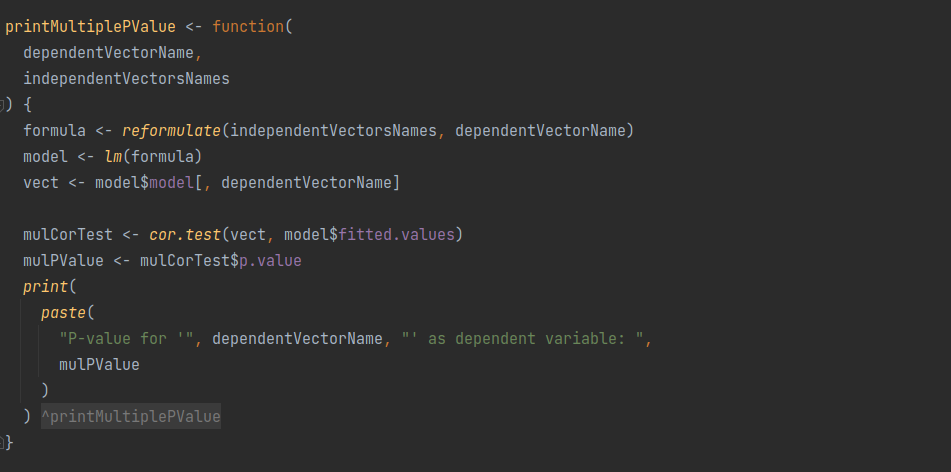 printMultiplePValue <- function(
  dependentVectorName,
  independentVectorsNames
) {
  formula <- reformulate(independentVectorsNames, dependentVectorName)
  model <- lm(formula)
  vect <- model$model[, dependentVectorName]

  mulCorTest <- cor.test(vect, model$fitted.values)
  mulPValue <- mulCorTest$p.value
  print(
    paste(
      "P-value for '", dependentVectorName, "' as dependent variable: ",
      mulPValue
    )
  ) ^printMultiplePValue
}